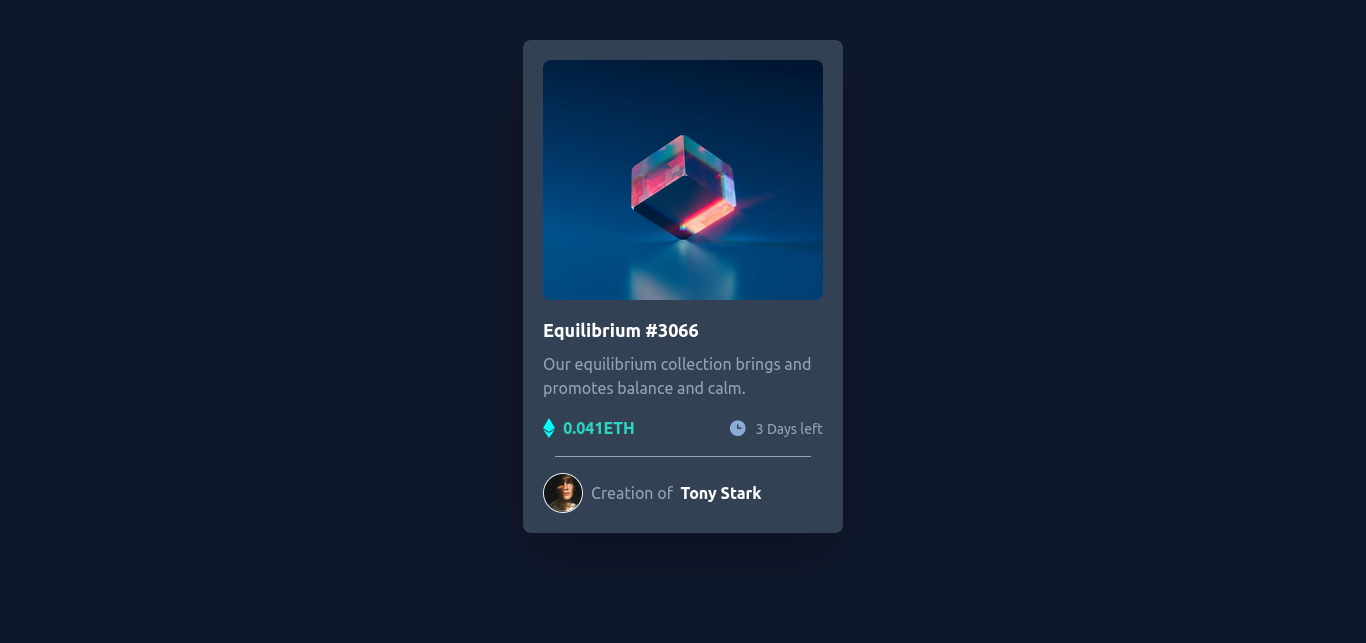 Equilibrium #3066
Our equilibrium collection brings and
promotes balance and calm.
0.041ETH 3 Days left
Creation of Tony Stark